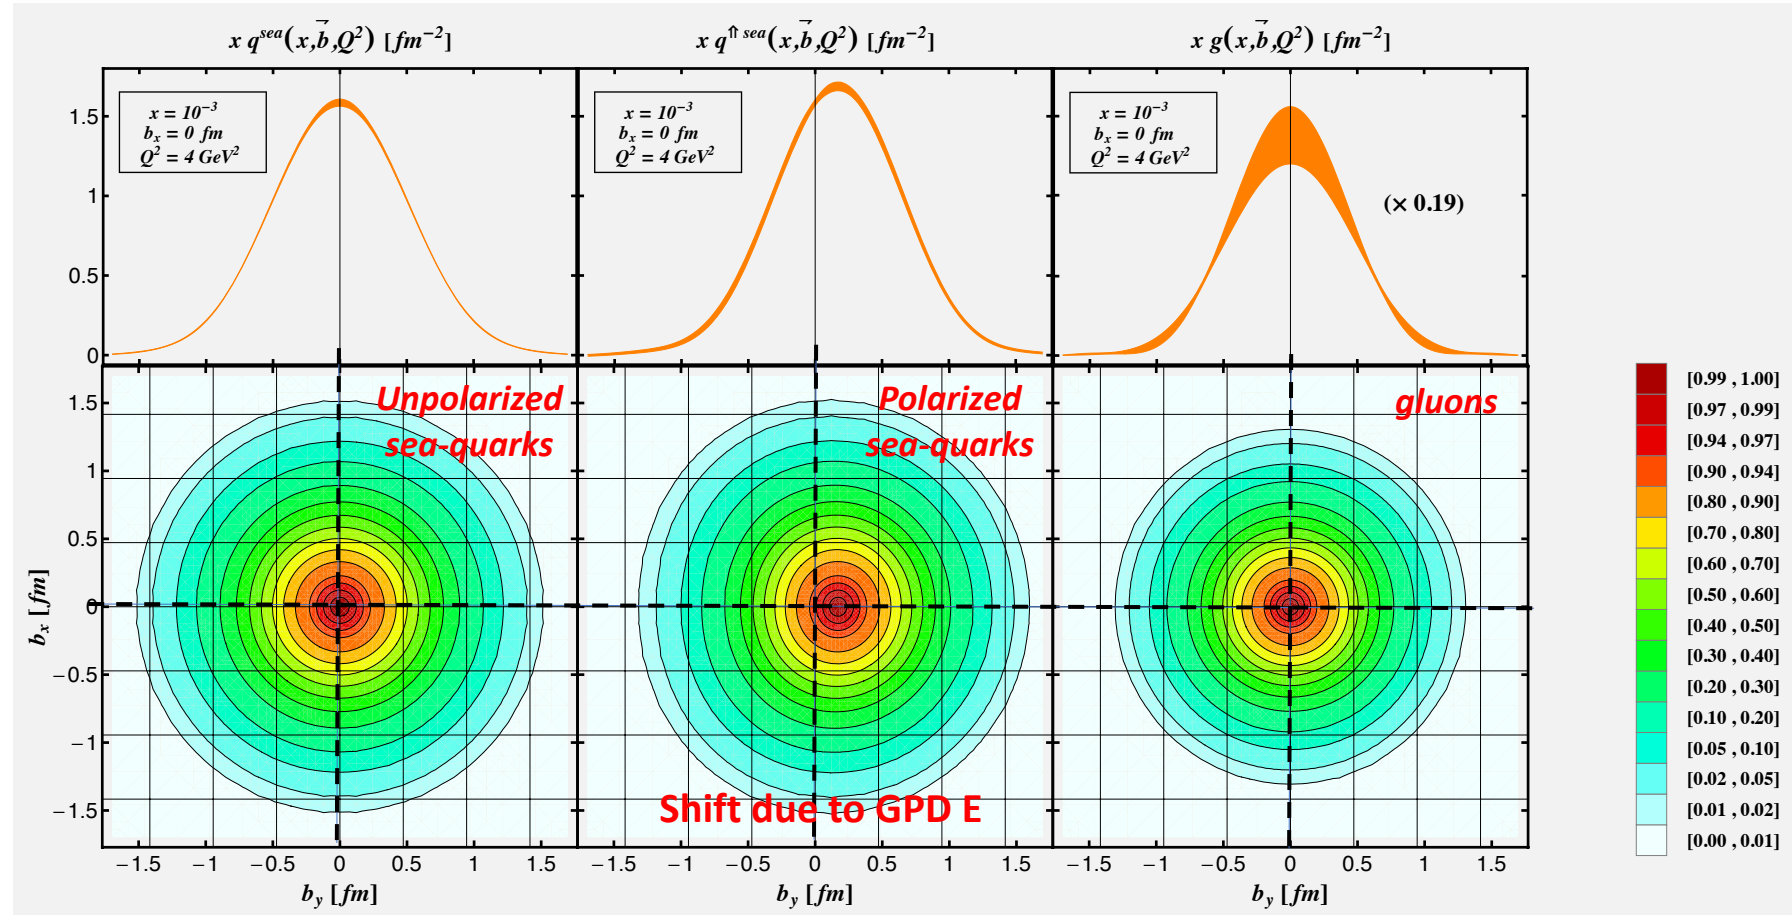 x q^sea(x,b⃗,Q²) [fm⁻²]
x q^⇑ sea(x,b⃗,Q²) [fm⁻²]
x g(x,b⃗,Q²) [fm⁻²]
x = 10⁻³
b_x = 0 fm
Q² = 4 GeV²
x = 10⁻³
b_x = 0 fm
Q² = 4 GeV²
x = 10⁻³
b_x = 0 fm
Q² = 4 GeV²
(× 0.19)
1.5
1
0.5
0
Unpolarized
sea-quarks
Polarized
sea-quarks
gluons
Shift due to GPD E
b_x [fm]
1.5
1
0.5
0
−0.5
−1
−1.5
−1.5 −1 −0.5 0 0.5 1 1.5
−1.5 −1 −0.5 0 0.5 1 1.5
−1.5 −1 −0.5 0 0.5 1 1.5
b_y [fm]
b_y [fm]
b_y [fm]
[0.99 , 1.00]
[0.97 , 0.99]
[0.94 , 0.97]
[0.90 , 0.94]
[0.80 , 0.90]
[0.70 , 0.80]
[0.60 , 0.70]
[0.50 , 0.60]
[0.40 , 0.50]
[0.30 , 0.40]
[0.20 , 0.30]
[0.10 , 0.20]
[0.05 , 0.10]
[0.02 , 0.05]
[0.01 , 0.02]
[0.00 , 0.01]